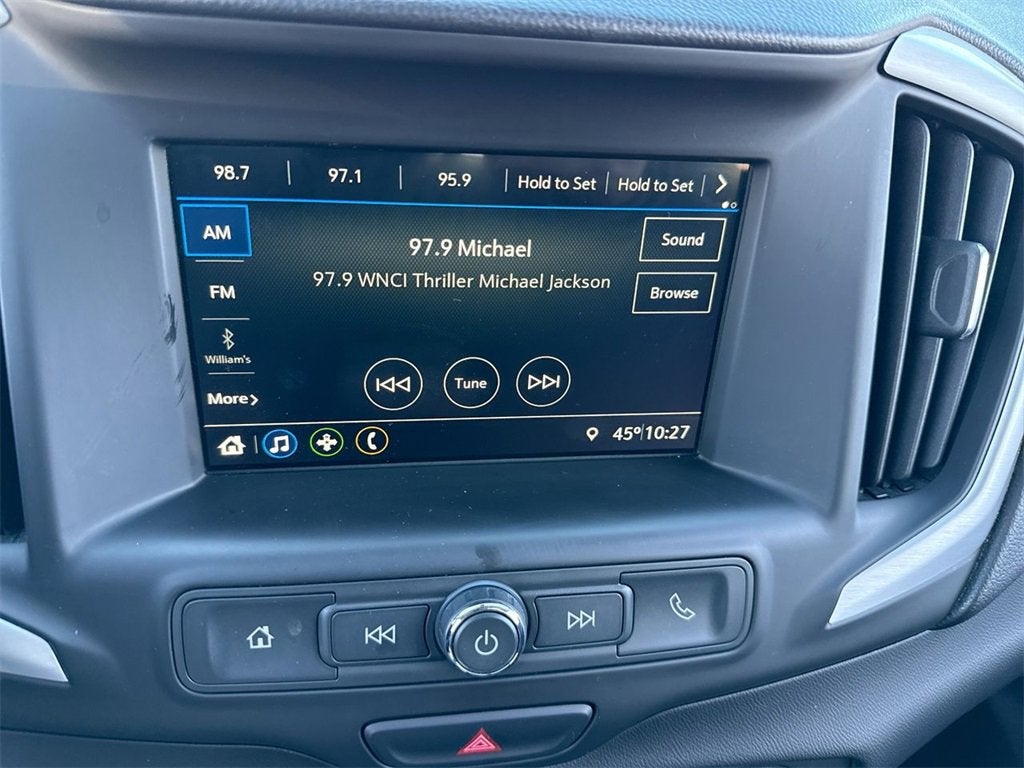 98.7 97.1 95.9 Hold to Set Hold to Set
AM
97.9 Michael
Sound
97.9 WNCI Thriller Michael Jackson
FM
Browse
William's
Tune
More
45° 10:27